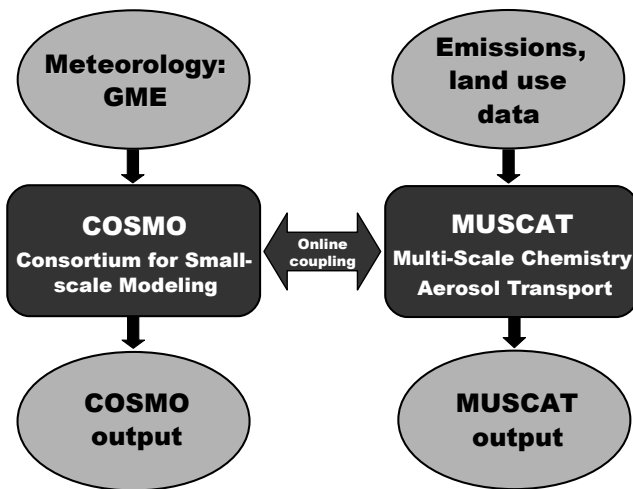 Meteorology:
GME
Emissions,
land use
data
COSMO
Consortium for Small-
scale Modeling
Online
coupling
MUSCAT
Multi-Scale Chemistry
Aerosol Transport
COSMO
output
MUSCAT
output